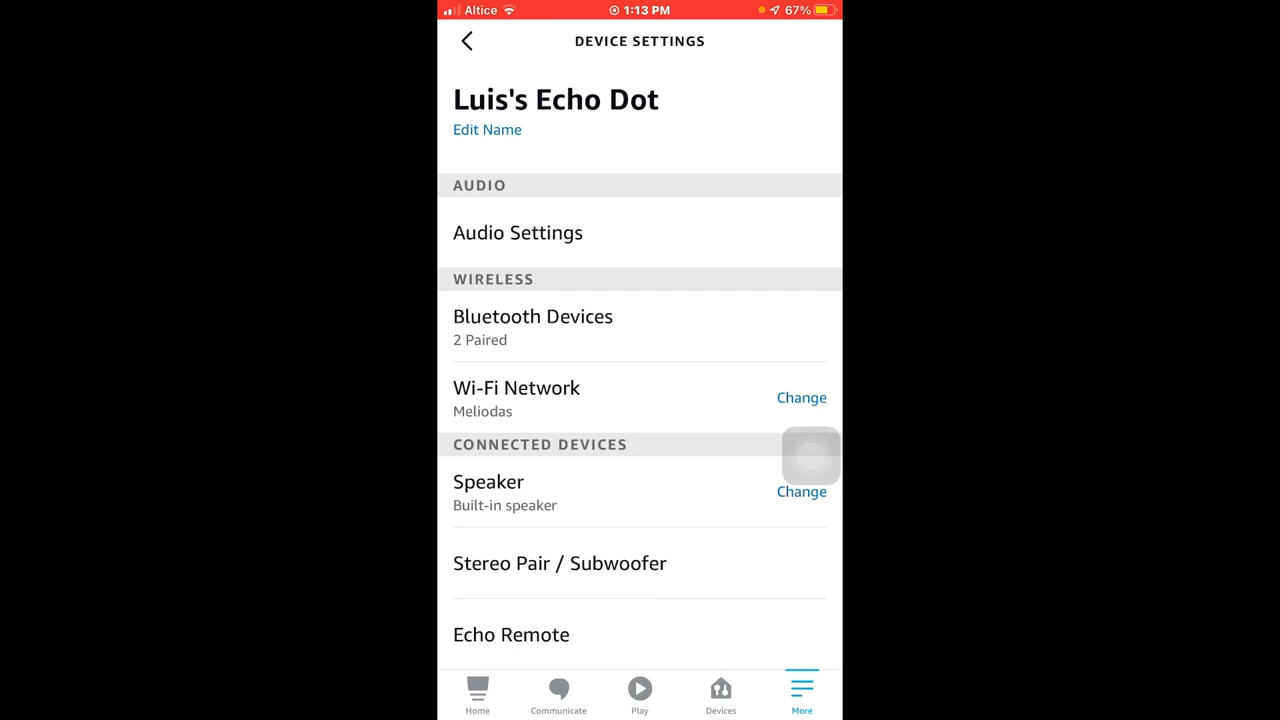 Altice 1:13 PM 67%
DEVICE SETTINGS
Luis's Echo Dot
Edit Name
AUDIO
Audio Settings
WIRELESS
Bluetooth Devices
2 Paired
Wi-Fi Network
Change
Meliodas
CONNECTED DEVICES
Speaker
Change
Built-in speaker
Stereo Pair / Subwoofer
Echo Remote
Home Communicate Play Devices More